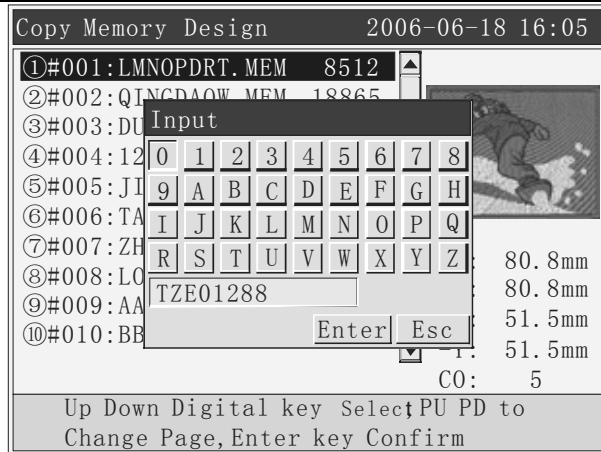 Copy Memory Design 2006-06-18 16:05
①#001:LMNOPDRT.MEM 8512
②#002:QINGDAOW.MEM 18865
③#003:DU
④#004:12
⑤#005:JI
⑥#006:TA
⑦#007:ZH
⑧#008:LO
⑨#009:AA
⑩#010:BB
Input
0 1 2 3 4 5 6 7 8
9 A B C D E F G H
I J K L M N O P Q
R S T U V W X Y Z
TZE01288
Enter Esc
: 80.8mm
: 80.8mm
: 51.5mm
-Y: 51.5mm
CO: 5
Up Down Digital key Select,PU PD to
Change Page,Enter key Confirm